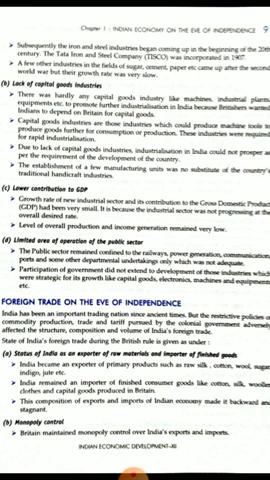 Chapter 1 : INDIAN ECONOMY ON THE EVE OF INDEPENDENCE 9
➤ Subsequently the iron and steel industries began coming up in the beginning of the 20th
century. The Tata Iron and Steel Company (TISCO) was incorporated in 1907.
➤ A few other industries in the fields of sugar, cement, paper etc came up after the second
world war but their growth rate was very slow.
(b) Lack of capital goods industries
➤ There was hardly any capital goods industry like machines, industrial plants,
equipments etc. to promote further industrialisation in India because Britishers wanted
Indians to depend on Britain for capital goods.
➤ Capital goods industries are those industries which could produce machine tools to
produce goods further for consumption or production. These industries were required
for rapid industrialisation.
➤ Due to lack of capital goods industries, industrialisation in India could not prosper as
per the requirement of the development of the country.
➤ The establishment of a few manufacturing units was no substitute of the country's
traditional handicraft industries.
(c) Lower contribution to GDP
➤ Growth rate of new industrial sector and its contribution to the Gross Domestic Product
(GDP) had been very small. It is because the industrial sector was not progressing at the
overall desired rate.
➤ Level of overall production and income generation remained very low.
(d) Limited area of operation of the public sector
➤ The Public sector remained confined to the railways, power generation, communication,
ports and some other departmental undertakings only which was not adequate.
➤ Participation of government did not extend to development of those industries which
were strategic for its growth like capital goods, electronics, machines and equipments
etc.
FOREIGN TRADE ON THE EVE OF INDEPENDENCE
India has been an important trading nation since ancient times. But the restrictive policies of
commodity production, trade and tariff pursued by the colonial government adversely
affected the structure, composition and volume of India's foreign trade.
State of India's foreign trade during the British rule is given as under :
(a) Status of India as an exporter of raw materials and importer of finished goods
➤ India became an exporter of primary products such as raw silk, cotton, wool, sugar,
indigo, jute etc.
➤ India remained an importer of finished consumer goods like cotton, silk, woollen
clothes and capital goods produced in Britain.
➤ This composition of exports and imports of Indian economy made it backward and
stagnant.
(b) Monopoly control
➤ Britain maintained monopoly control over India's exports and imports.
INDIAN ECONOMIC DEVELOPMENT-XII